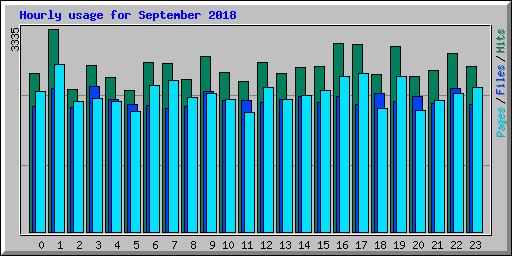 Hourly usage for September 2018
3335
Pages/Files/Hits
0 1 2 3 4 5 6 7 8 9 10 11 12 13 14 15 16 17 18 19 20 21 22 23